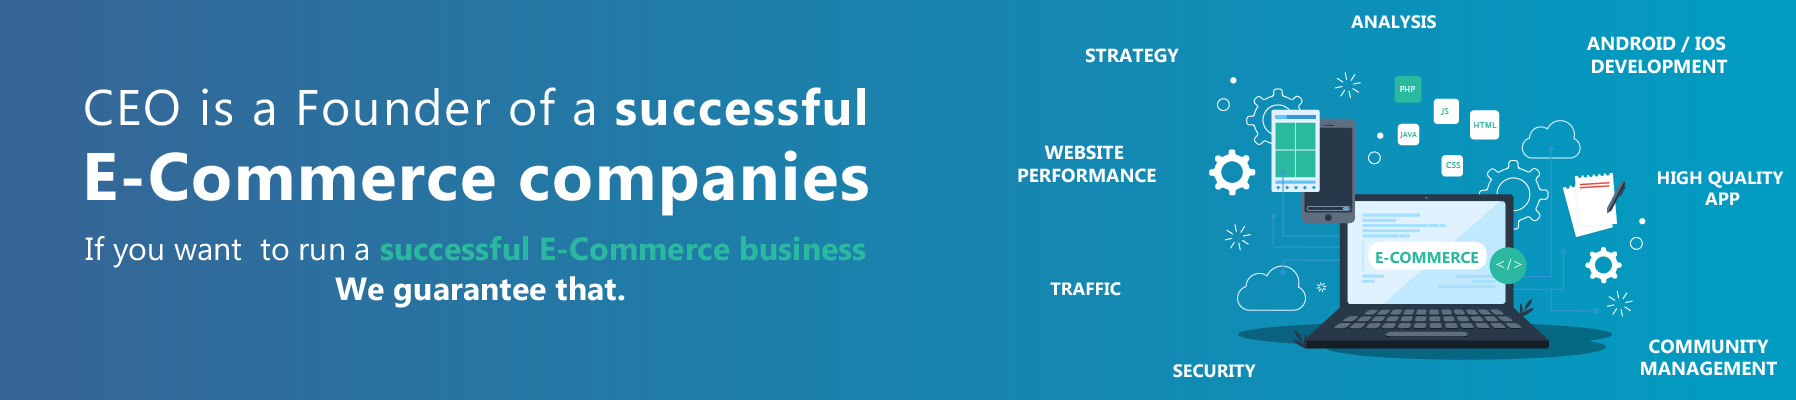 CEO is a Founder of a successful
E-Commerce companies
If you want  to run a successful E-Commerce business
We guarantee that.
ANALYSIS
STRATEGY
ANDROID / IOS
DEVELOPMENT
PHP
JS
HTML
JAVA
CSS
WEBSITE
PERFORMANCE
HIGH QUALITY
APP
E-COMMERCE
</>
TRAFFIC
COMMUNITY
MANAGEMENT
SECURITY